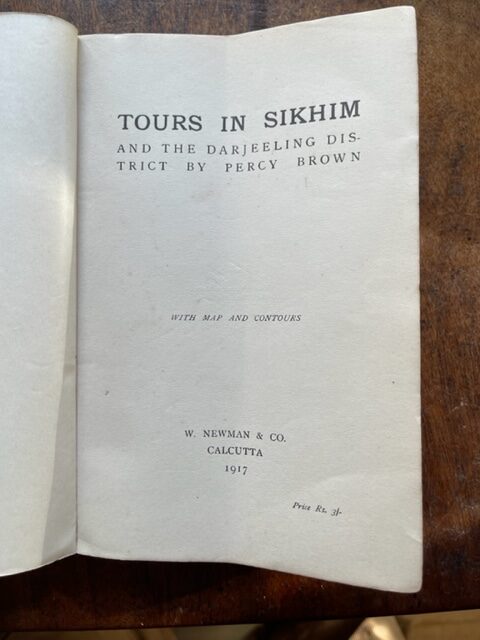 TOURS IN SIKHIM
AND THE DARJEELING DIS-
TRICT BY PERCY BROWN
WITH MAP AND CONTOURS
W. NEWMAN & CO.
CALCUTTA
1917
Price Rs. 3/-